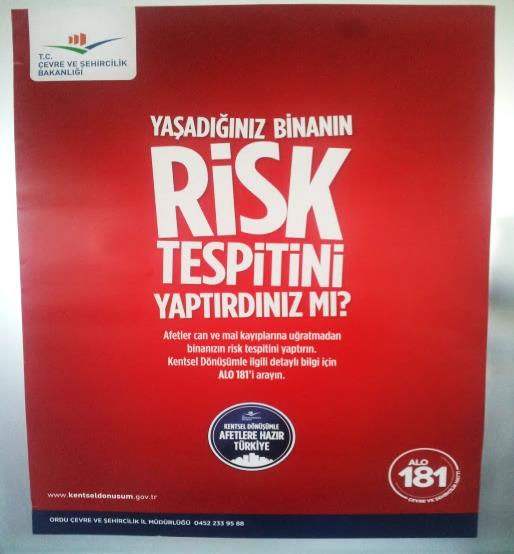 T.C.
ÇEVRE VE ŞEHİRCİLİK
BAKANLIĞI
YAŞADIĞINIZ BİNANIN
RİSK
TESPİTİNİ
YAPTIRDINIZ MI?
Afetler can ve mal kayıplarına uğratmadan
binanızın risk tespitini yaptırın.
Kentsel Dönüşümle ilgili detaylı bilgi için
ALO 181'i arayın.
KENTSEL DÖNÜŞÜMLE
AFETLERE HAZIR
TÜRKİYE
ALO
181
ÇEVRE VE ŞEHİRCİLİK HATTI
www.kentseldonusum.gov.tr
ORDU ÇEVRE VE ŞEHİRCİLİK İL MÜDÜRLÜĞÜ 0452 233 95 88